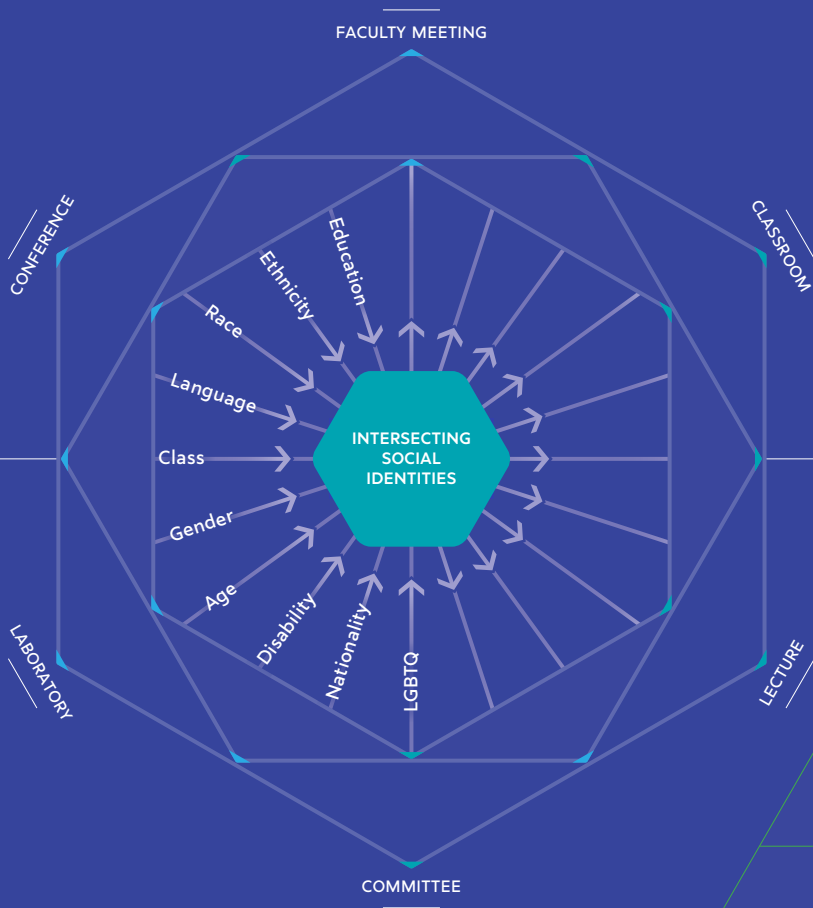 FACULTY MEETING
CONFERENCE
CLASSROOM
Education
Ethnicity
Race
Language
Class
Gender
Age
Disability
Nationality
LGBTQ
INTERSECTING
SOCIAL
IDENTITIES
LABORATORY
LECTURE
COMMITTEE